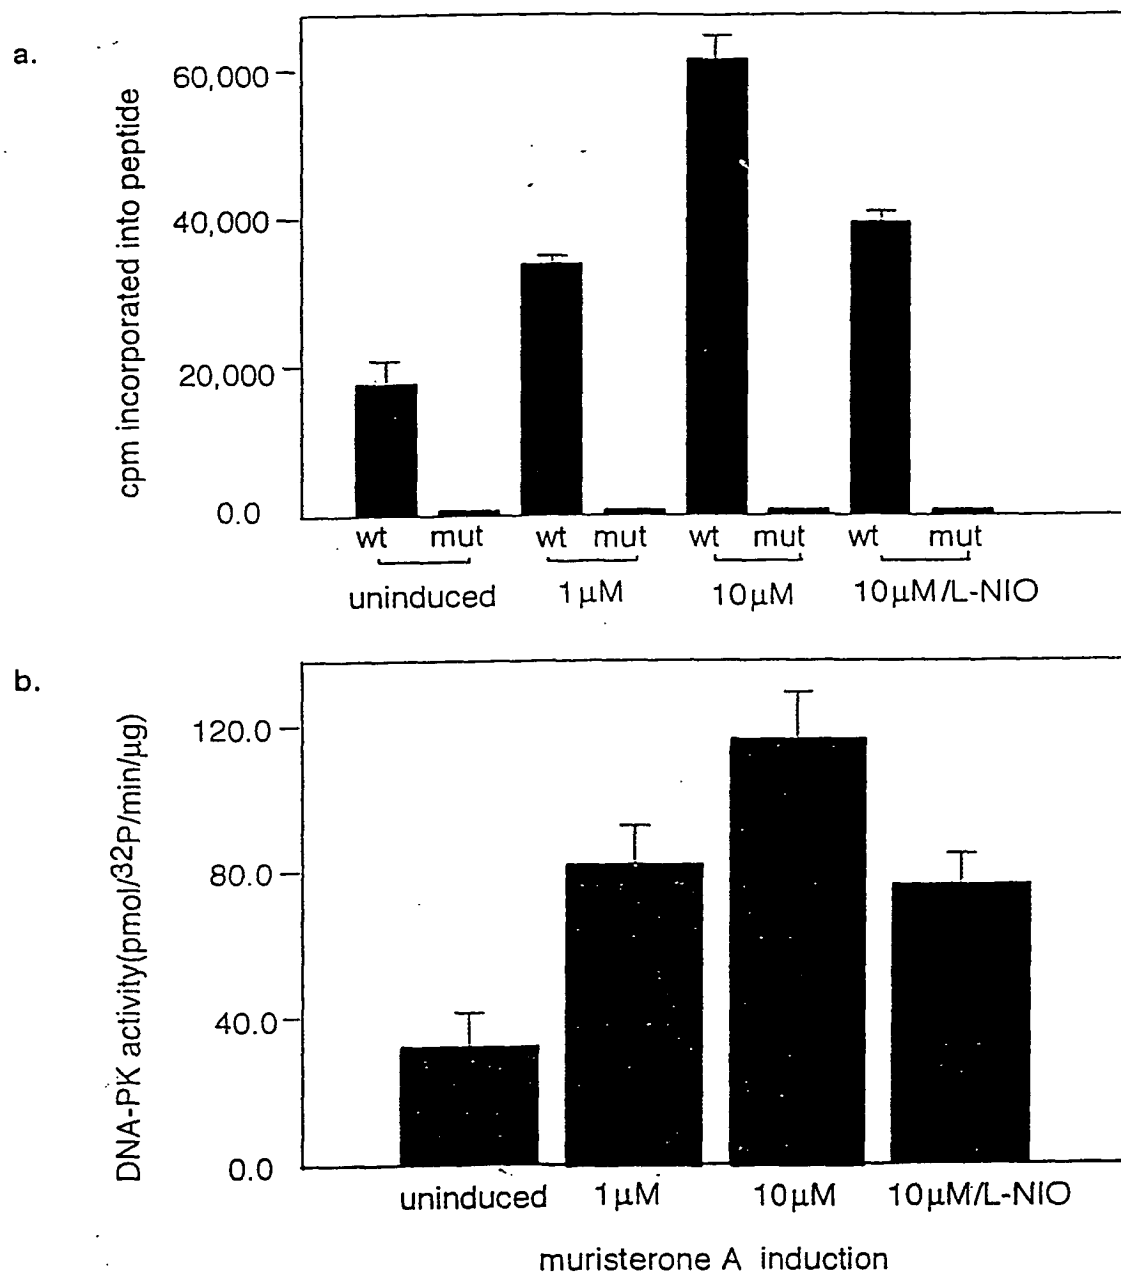 a.
cpm incorporated into peptide
60,000
40,000
20,000
0.0
wt mut wt mut wt mut wt mut
uninduced 1µM 10µM 10µM/L-NIO
b.
DNA-PK activity(pmol/32P/min/µg)
120.0
80.0
40.0
0.0
uninduced 1µM 10µM 10µM/L-NIO
muristerone A induction